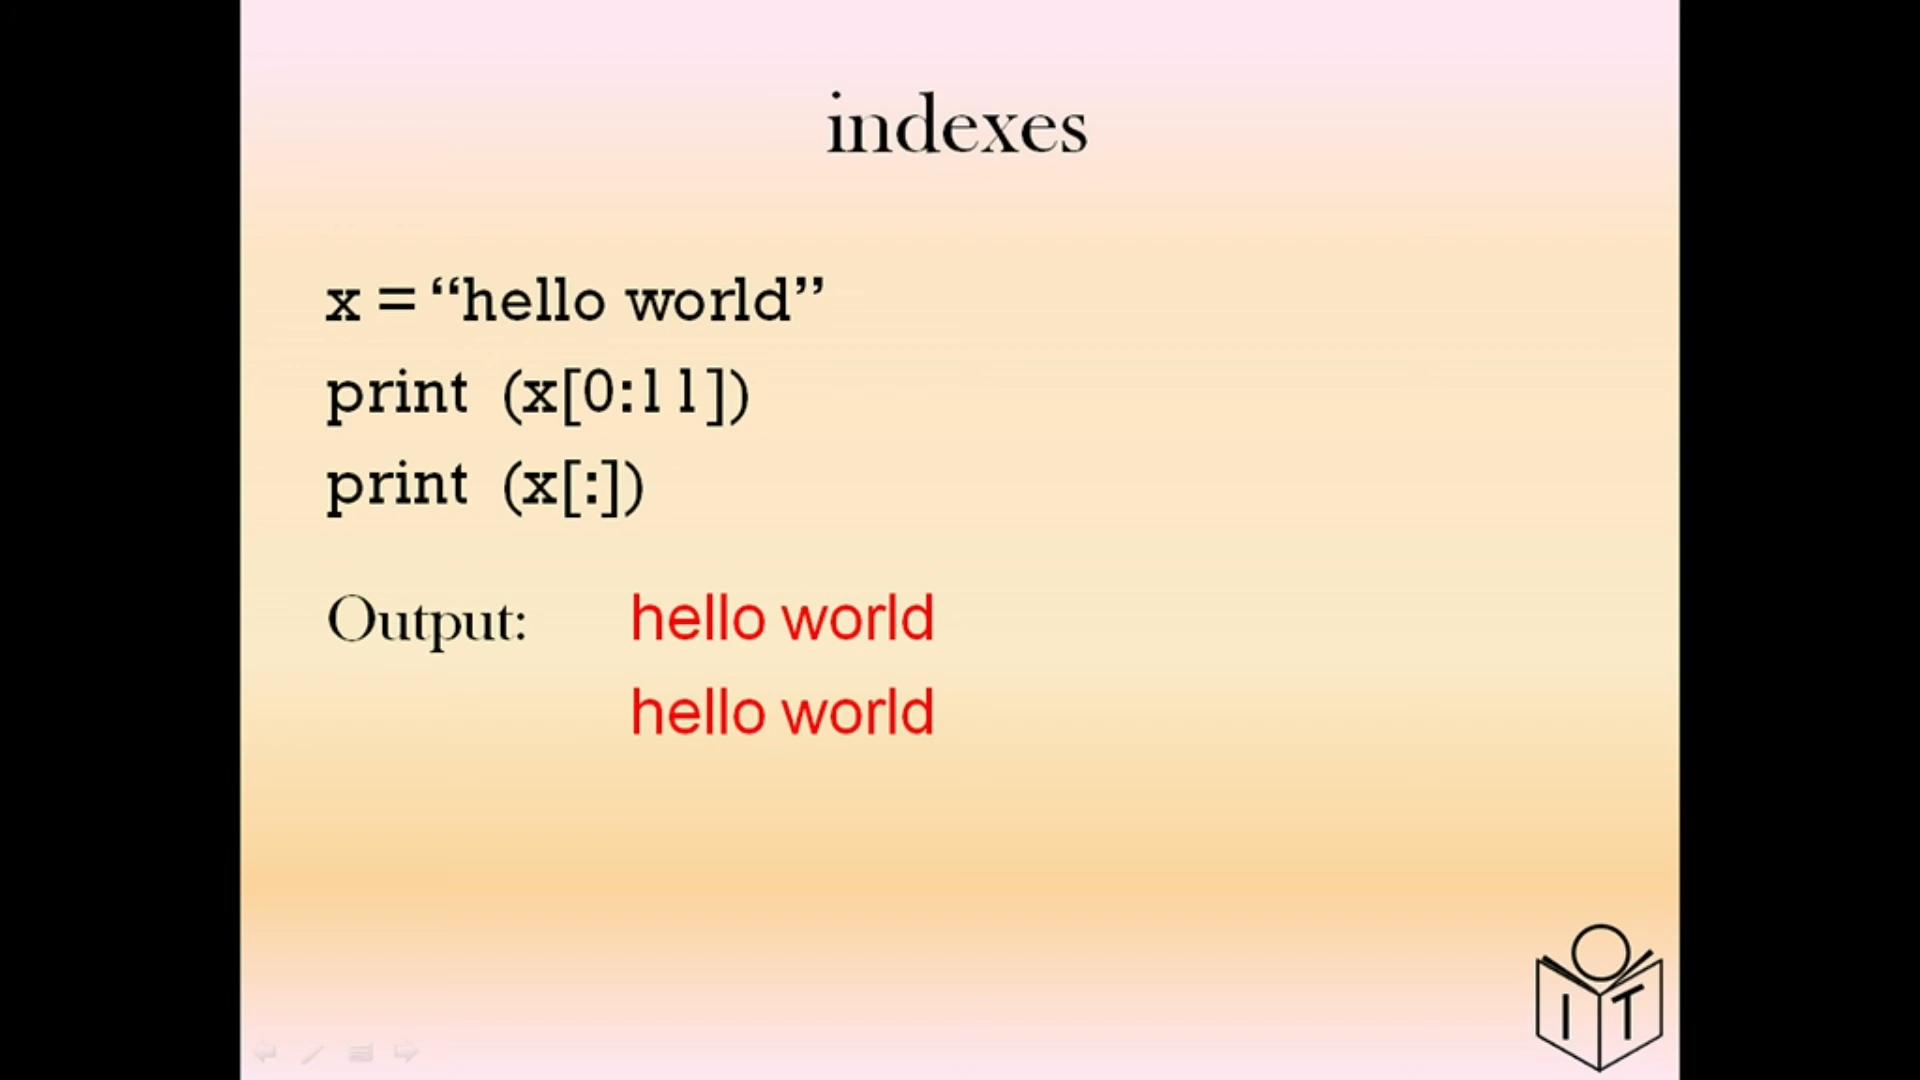 indexes
x = “hello world”
print (x[0:11])
print (x[:])
Output: hello world
hello world
I T